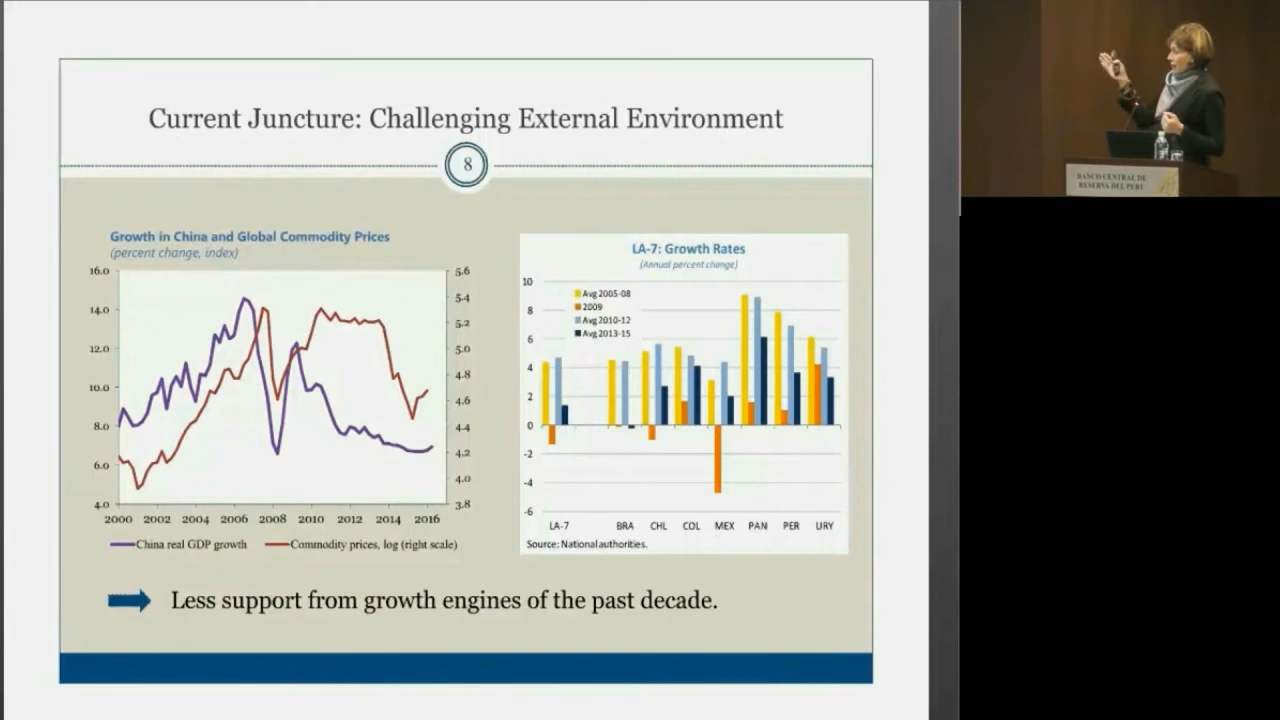 Current Juncture: Challenging External Environment
8
Growth in China and Global Commodity Prices
(percent change, index)
16.0
14.0
12.0
10.0
8.0
6.0
4.0
5.6
5.4
5.2
5.0
4.8
4.6
4.4
4.2
4.0
3.8
2000 2002 2004 2006 2008 2010 2012 2014 2016
China real GDP growth Commodity prices, log (right scale)
LA-7: Growth Rates
(Annual percent change)
10
8
6
4
2
0
-2
-4
-6
Avg 2005-08
2009
Avg 2010-12
Avg 2013-15
LA-7 BRA CHL COL MEX PAN PER URY
Source: National authorities.
Less support from growth engines of the past decade.
BANCO CENTRAL DE
RESERVA DEL PERÚ